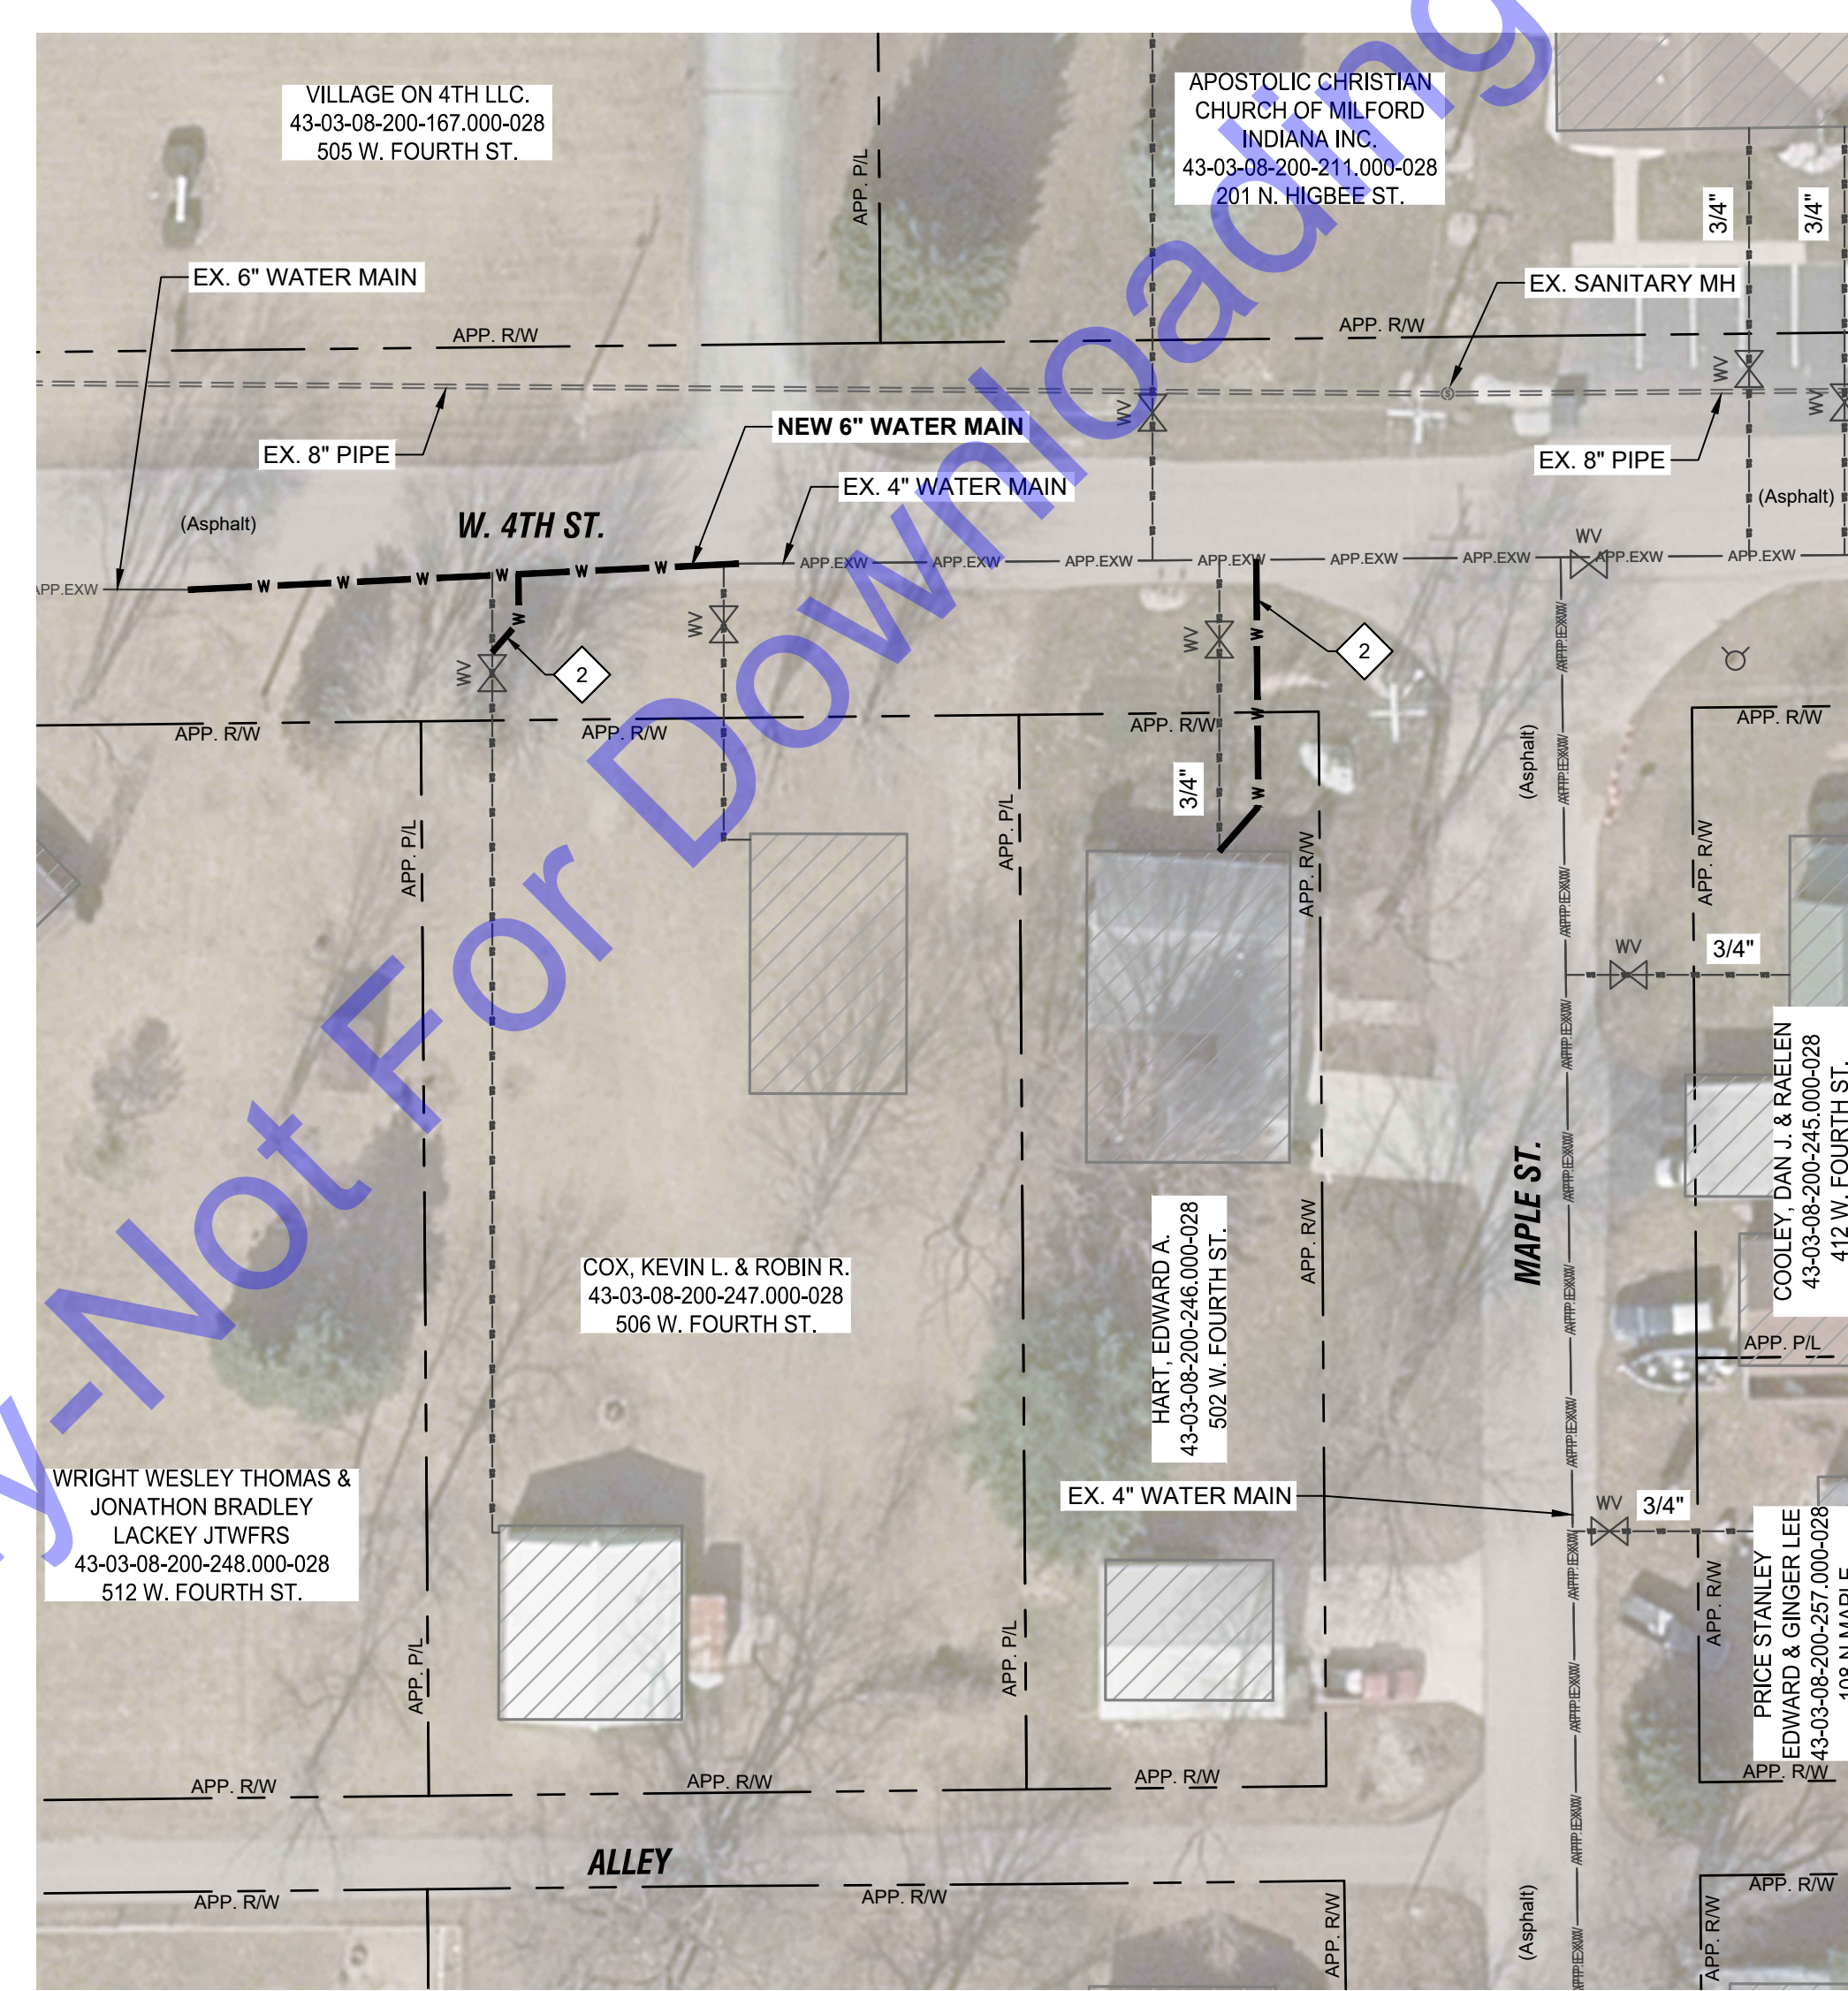 VILLAGE ON 4TH LLC.
43-03-08-200-167.000-028
505 W. FOURTH ST.
APOSTOLIC CHRISTIAN
CHURCH OF MILFORD
INDIANA INC.
43-03-08-200-211.000-028
201 N. HIGBEE ST.
APP. P/L
3/4"
3/4"
EX. 6" WATER MAIN
EX. SANITARY MH
APP. R/W
APP. R/W
S
WV
WV
WV
NEW 6" WATER MAIN
EX. 8" PIPE
EX. 8" PIPE
EX. 4" WATER MAIN
(Asphalt)
W. 4TH ST.
(Asphalt)
APP.EXW
W W W W W W
APP.EXW APP.EXW APP.EXW APP.EXW APP.EXW APP.EXW APP.EXW APP.EXW
WV
W
WV
2
WV
WV
W
W
W
2
APP. R/W
APP. R/W
APP. R/W
APP. R/W
3/4"
(Asphalt)
APP. P/L
APP. P/L
APP. R/W
APP. R/W
WV
3/4"
COOLEY, DAN J. & RAELEN
43-03-08-200-245.000-028
412 W. FOURTH ST.
MAPLE ST.
HART, EDWARD A.
43-03-08-200-246.000-028
502 W. FOURTH ST.
APP. R/W
COX, KEVIN L. & ROBIN R.
43-03-08-200-247.000-028
506 W. FOURTH ST.
APP. P/L
WRIGHT WESLEY THOMAS &
JONATHON BRADLEY
LACKEY JTWFRS
43-03-08-200-248.000-028
512 W. FOURTH ST.
EX. 4" WATER MAIN
WV
3/4"
PRICE STANLEY
EDWARD & GINGER LEE
43-03-08-200-257.000-028
APP. R/W
APP. P/L
APP. P/L
APP. R/W
APP. R/W
APP. R/W
APP. R/W
ALLEY
APP. R/W
APP. R/W
APP. R/W
APP. R/W
(Asphalt)
APP. R/W
y-Not For Downloading